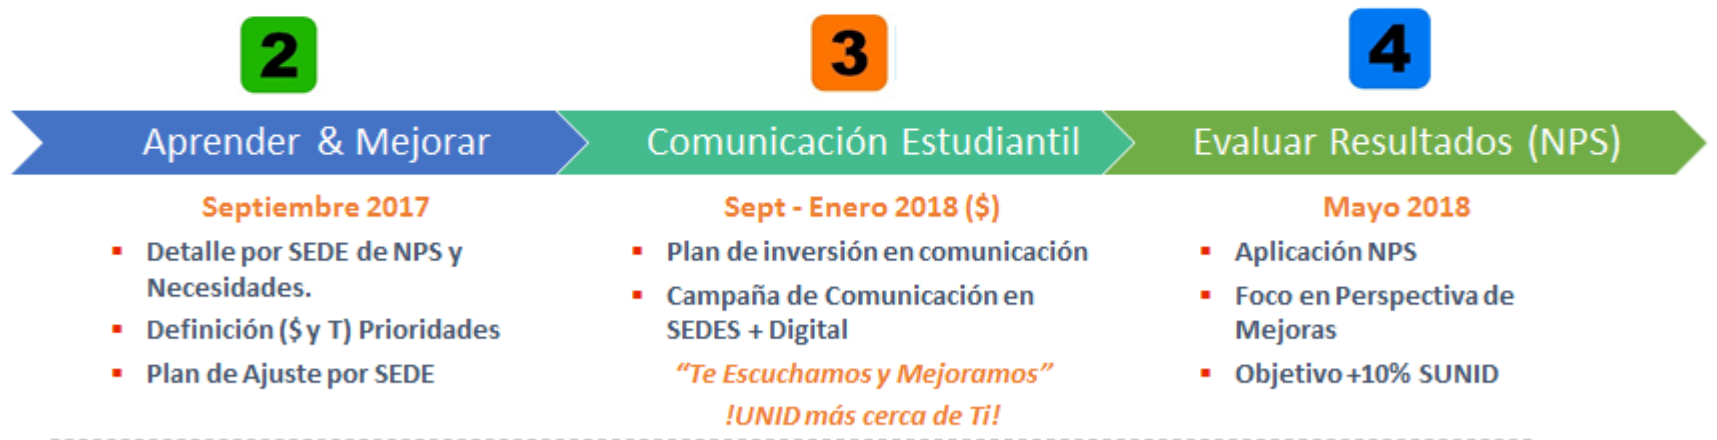 2
Aprender & Mejorar
Septiembre 2017
▪ Detalle por SEDE de NPS y
Necesidades.
▪ Definición ($ y T) Prioridades
▪ Plan de Ajuste por SEDE
3
Comunicación Estudiantil
Sept - Enero 2018 ($)
▪ Plan de inversión en comunicación
▪ Campaña de Comunicación en
SEDES + Digital
“Te Escuchamos y Mejoramos”
!UNID más cerca de Ti!
4
Evaluar Resultados (NPS)
Mayo 2018
▪ Aplicación NPS
▪ Foco en Perspectiva de
Mejoras
▪ Objetivo +10% SUNID